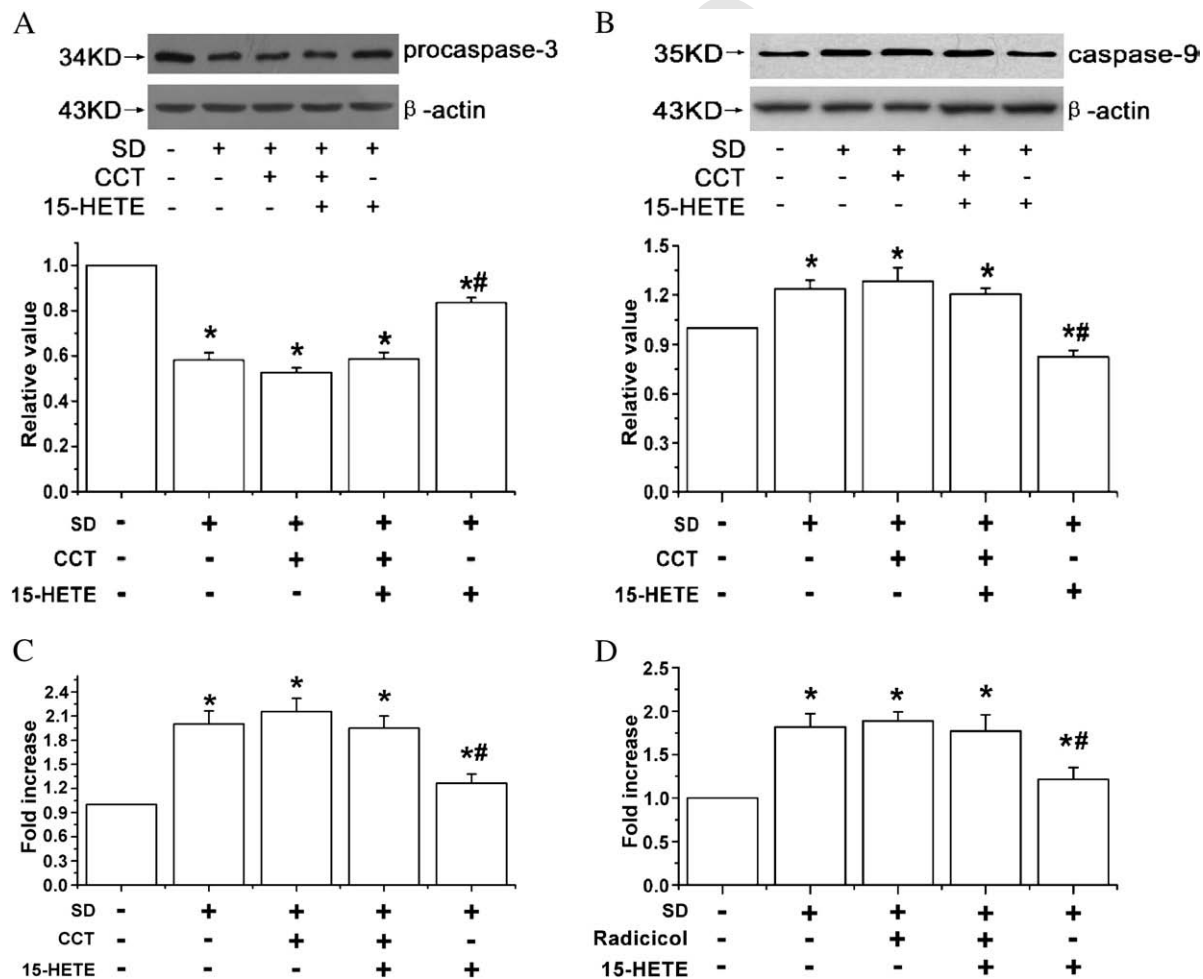 A
34KD→ procaspase-3
43KD→ β-actin
SD - + + + +
CCT - - + + -
15-HETE - - - + +
Relative value
1.0
0.8
0.6
0.4
0.2
0.0
* * * *#
SD - + + + +
CCT - - + + -
15-HETE - - - + +
B
35KD→ caspase-9
43KD→ β-actin
SD - + + + +
CCT - - + + -
15-HETE - - - + +
Relative value
1.5
1.2
0.9
0.6
0.3
0.0
* * * *#
SD - + + + +
CCT - - + + -
15-HETE - - - + +
C
Fold increase
2.4
2.1
1.8
1.5
1.2
0.9
0.6
0.3
0.0
* * * *#
SD - + + + +
CCT - - + + -
15-HETE - - - + +
D
Fold increase
2.5
2.0
1.5
1.0
0.5
0.0
* * * *#
SD - + + + +
Radicicol - - + + -
15-HETE - - - + +